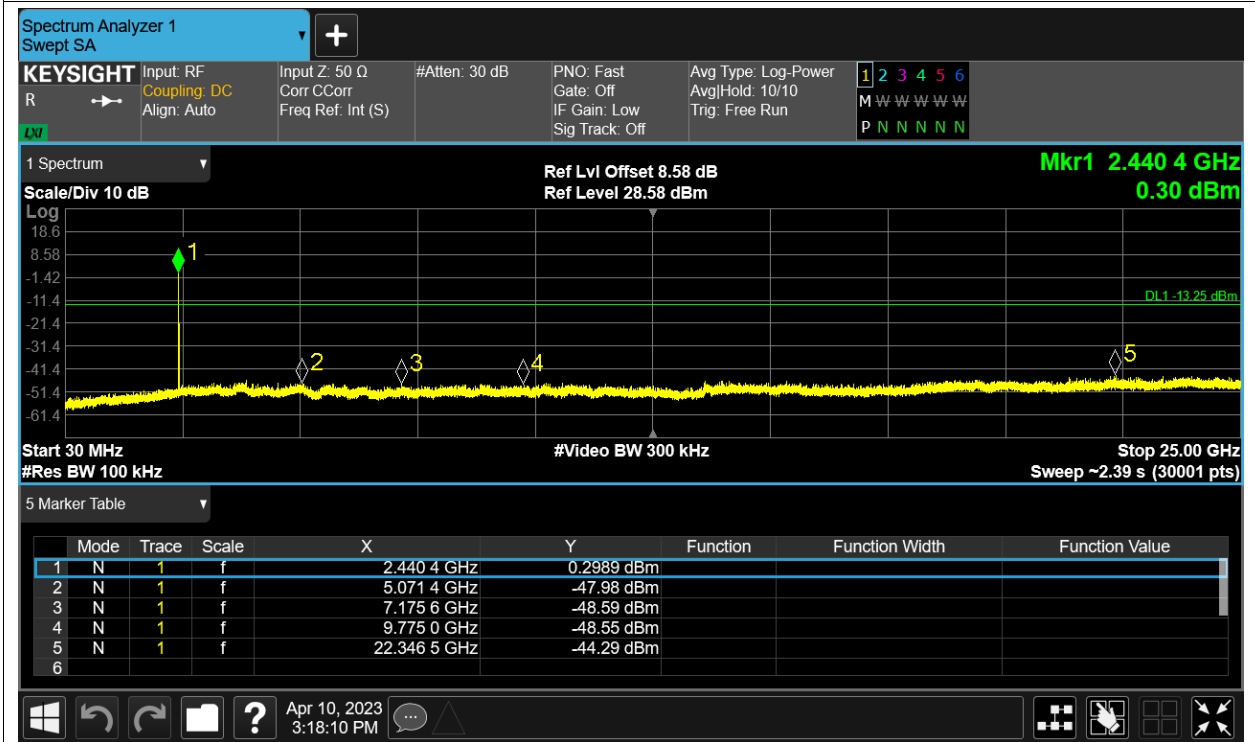 Spectrum Analyzer 1
Swept SA
+
KEYSIGHT Input: RF Input Z: 50 Ω #Atten: 30 dB PNO: Fast Avg Type: Log-Power 1 2 3 4 5 6
R Coupling: DC Corr CCorr Gate: Off Avg|Hold: 10/10 M W W W W W
Align: Auto Freq Ref: Int (S) IF Gain: Low Trig: Free Run
LXI Sig Track: Off P N N N N N
1 Spectrum Ref Lvl Offset 8.58 dB Mkr1 2.440 4 GHz
Scale/Div 10 dB Ref Level 28.58 dBm 0.30 dBm
Log
18.6
8.58 1
-1.42
-11.4 DL1 -13.25 dBm
-21.4
-31.4
-41.4 2 3 4 5
-51.4
-61.4
Start 30 MHz #Video BW 300 kHz Stop 25.00 GHz
#Res BW 100 kHz Sweep ~2.39 s (30001 pts)
5 Marker Table
Mode Trace Scale X Y Function Function Width Function Value
1 N 1 f 2.440 4 GHz 0.2989 dBm
2 N 1 f 5.071 4 GHz -47.98 dBm
3 N 1 f 7.175 6 GHz -48.59 dBm
4 N 1 f 9.775 0 GHz -48.55 dBm
5 N 1 f 22.346 5 GHz -44.29 dBm
6
? Apr 10, 2023
3:18:10 PM